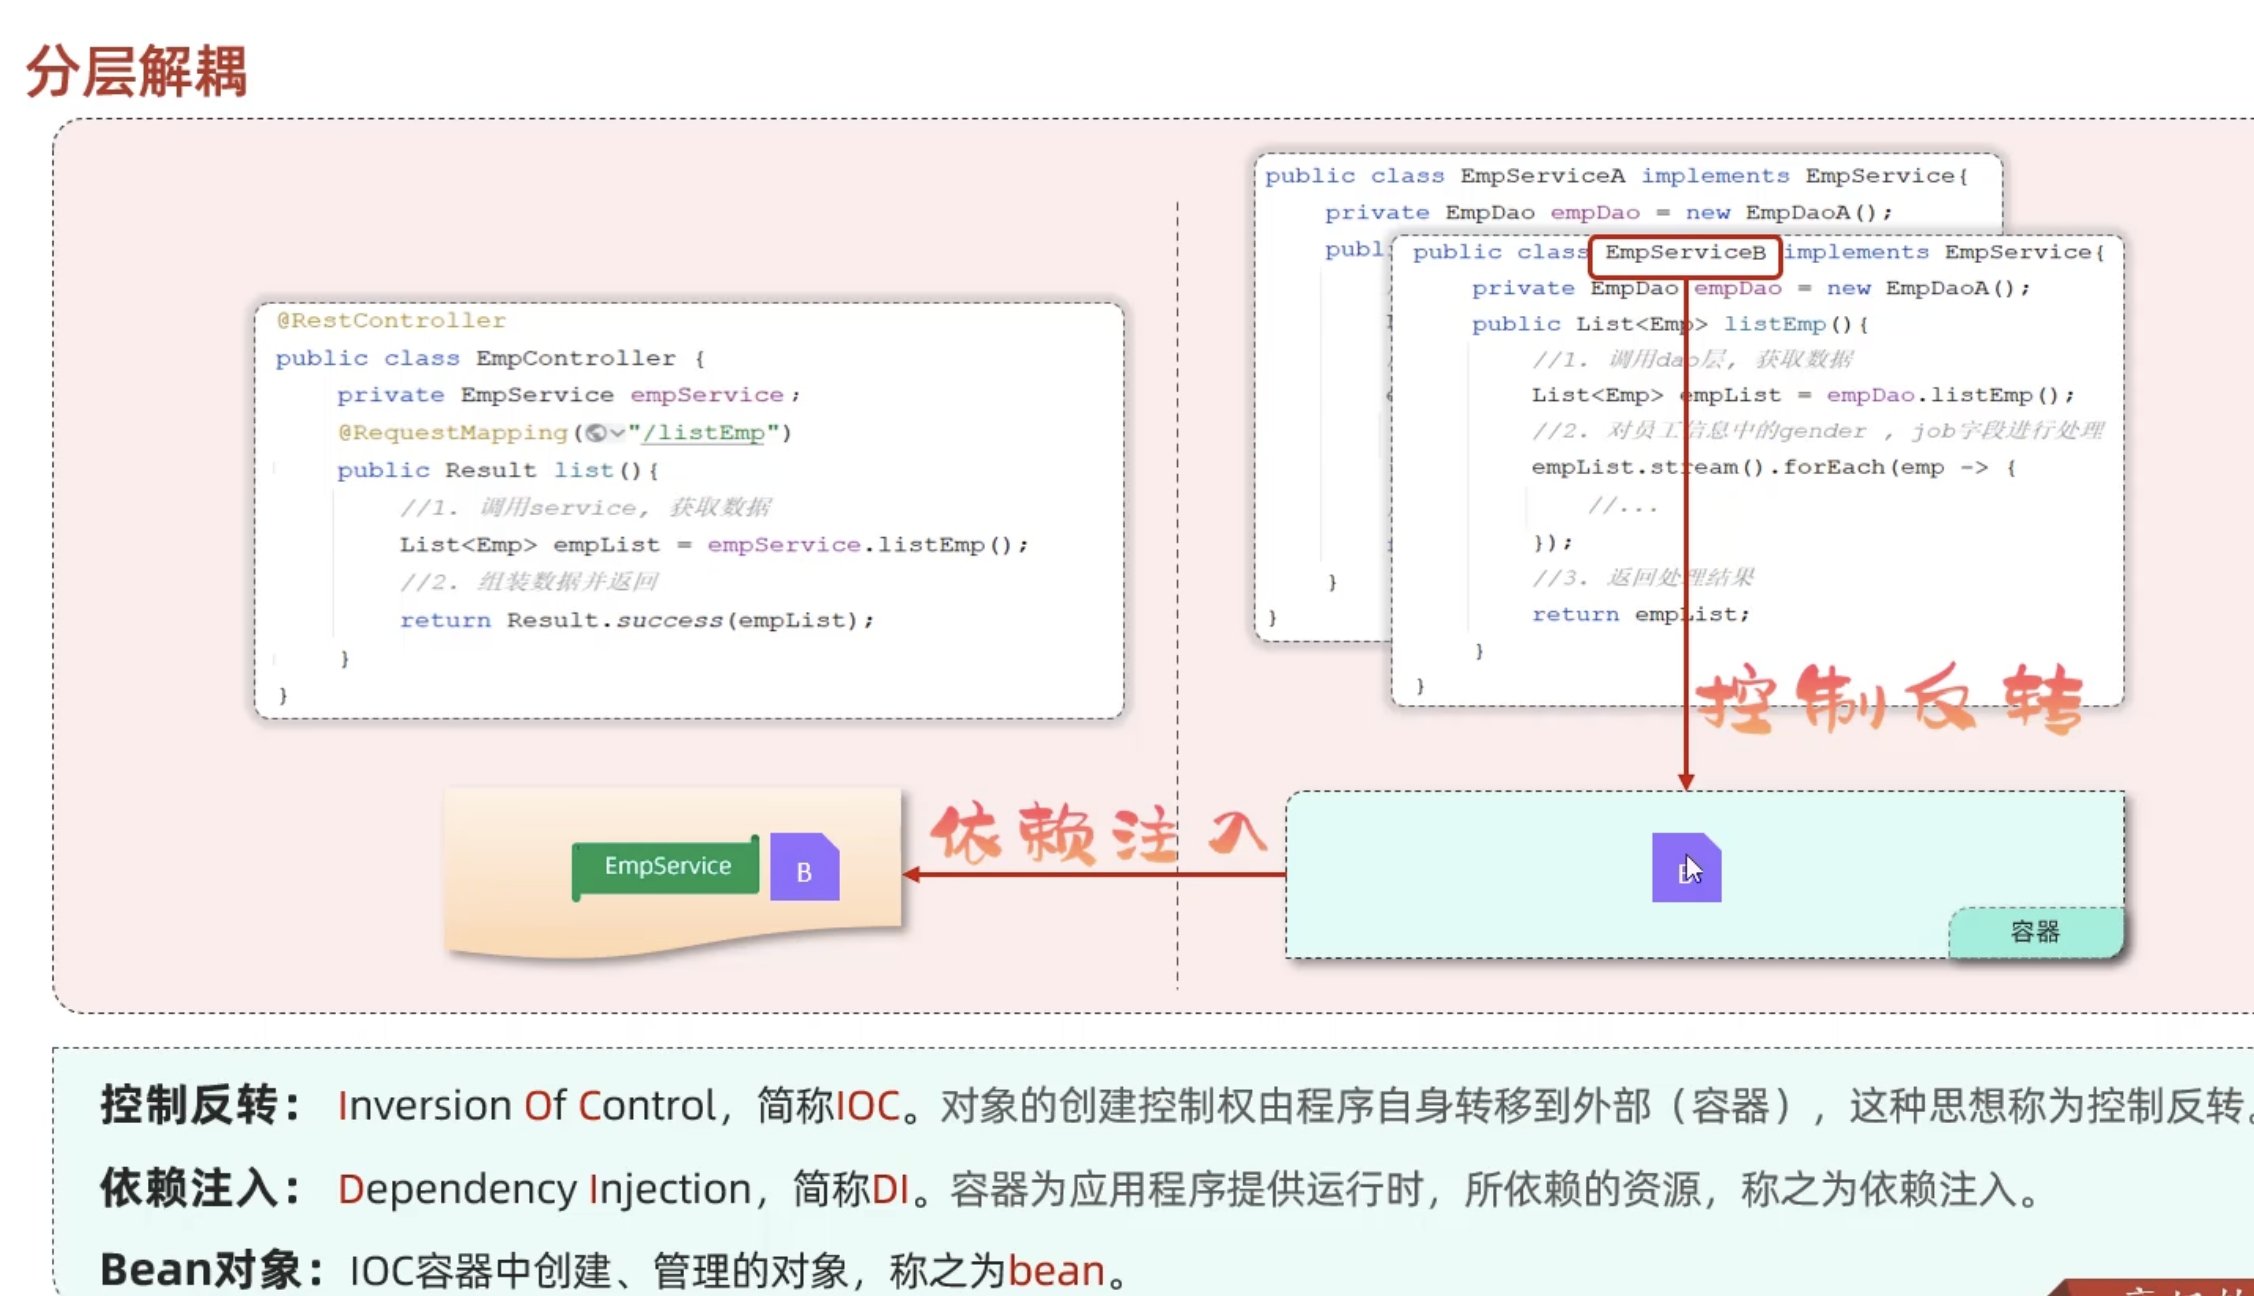 分层解耦
@RestController
public class EmpController {
private EmpService empService;
@RequestMapping("/listEmp")
public Result list(){
//1. 调用service, 获取数据
List<Emp> empList = empService.listEmp();
//2. 组装数据并返回
return Result.success(empList);
}
}
public class EmpServiceA implements EmpService{
private EmpDao empDao = new EmpDaoA();
publ
}
}
public class EmpServiceB implements EmpService{
private EmpDao empDao = new EmpDaoA();
public List<Emp> listEmp(){
//1. 调用dao层, 获取数据
List<Emp> empList = empDao.listEmp();
//2. 对员工信息中的gender , job字段进行处理
empList.stream().forEach(emp -> {
//...
});
//3. 返回处理结果
return empList;
}
}
控制反转
依赖注入
EmpService
B
容器
控制反转： Inversion Of Control，简称IOC。对象的创建控制权由程序自身转移到外部（容器），这种思想称为控制反转。
依赖注入： Dependency Injection，简称DI。容器为应用程序提供运行时，所依赖的资源，称之为依赖注入。
Bean对象：IOC容器中创建、管理的对象，称之为bean。